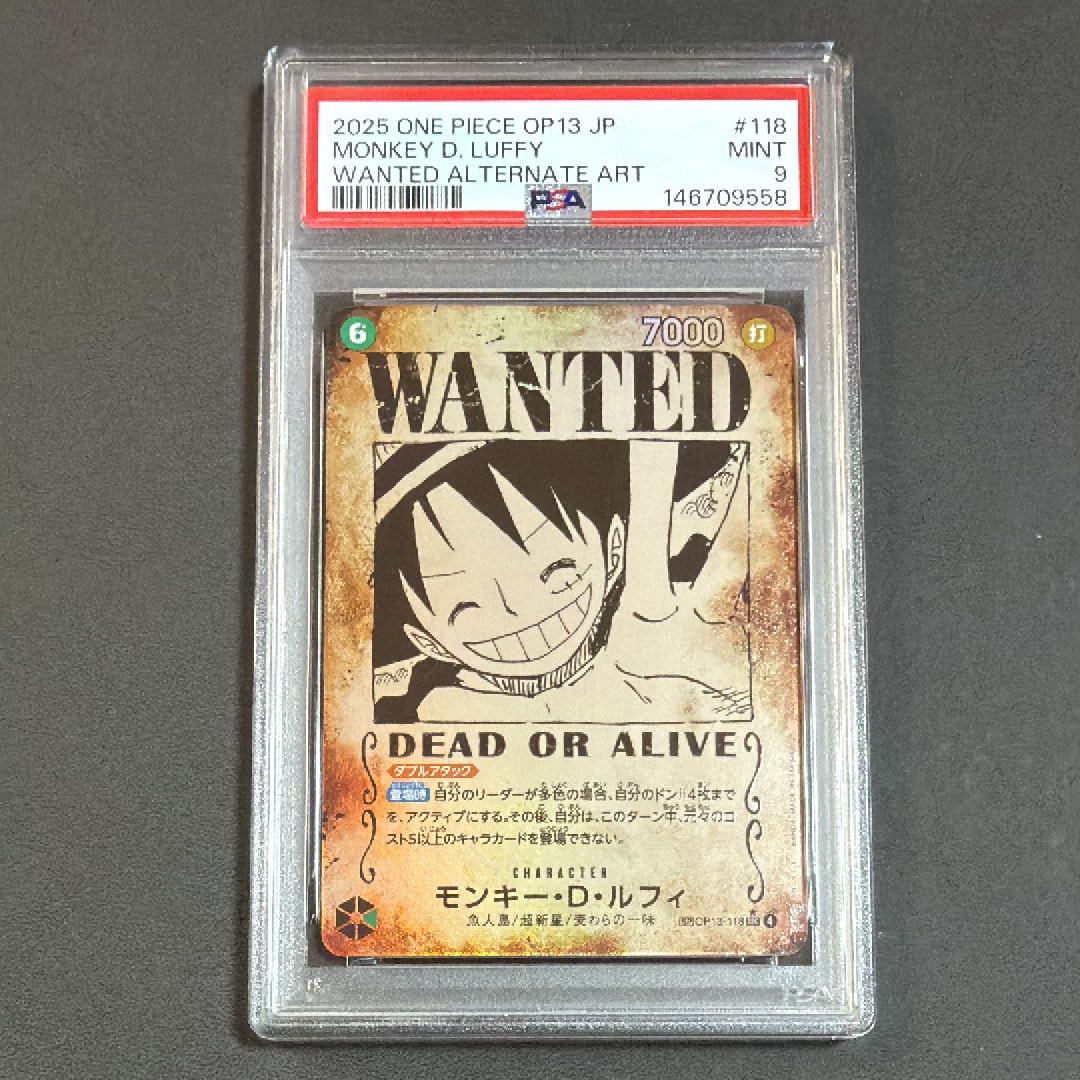 2025 ONE PIECE OP13 JP #118
MONKEY D. LUFFY MINT
WANTED ALTERNATE ART 9
PSA 146709558
6 7000 打
WANTED
DEAD OR ALIVE
ダブルアタック
登場時 自分のリーダーが多色の場合、自分のドン!!4枚まで
を、アクティブにする。その後、自分は、このターン中、元々のコ
スト5以上のキャラカードを登場できない。
CHARACTER
モンキー・D・ルフィ
魚人島/超新星/麦わらの一味 OP13-118 4